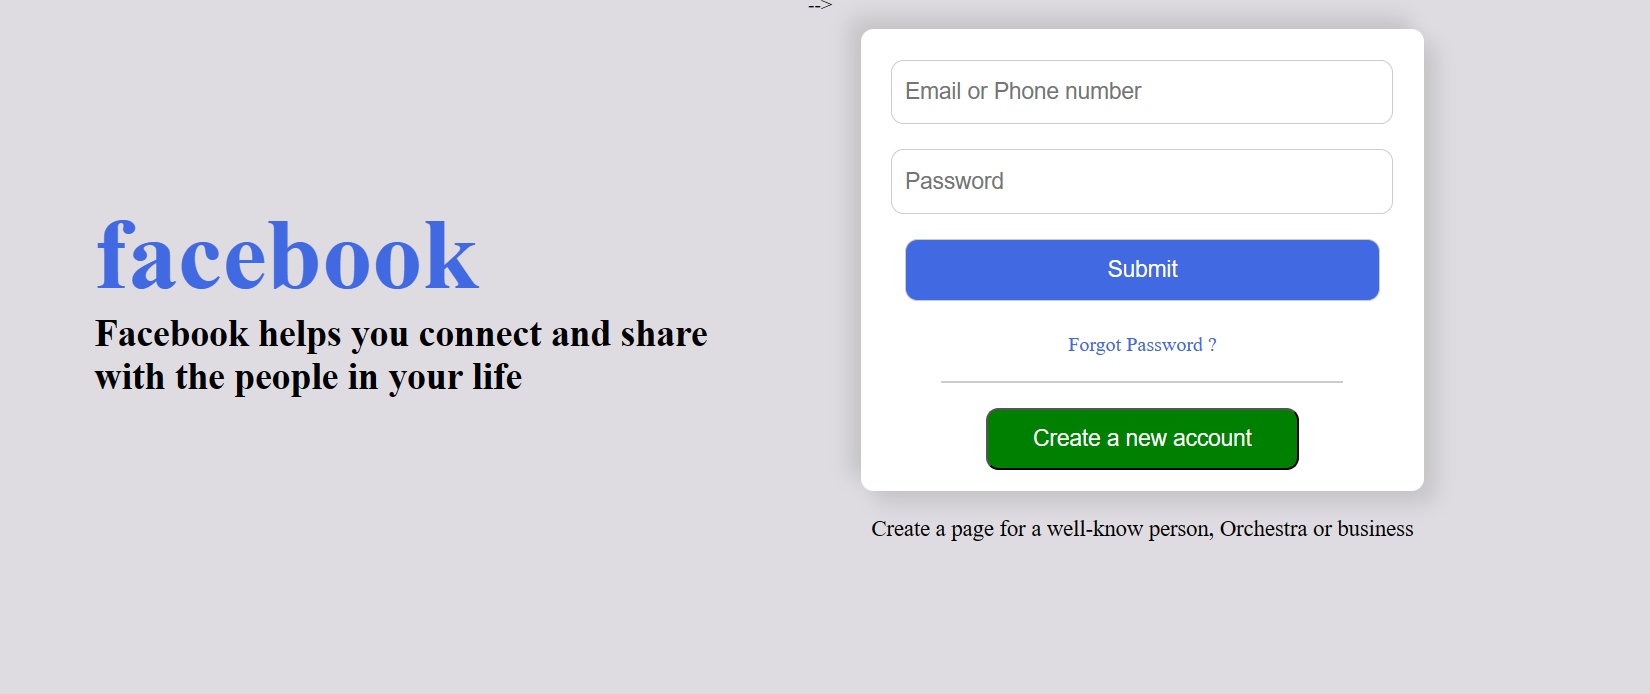 -->
facebook
Facebook helps you connect and share
with the people in your life
Email or Phone number
Password
Submit
Forgot Password ?
Create a new account
Create a page for a well-know person, Orchestra or business